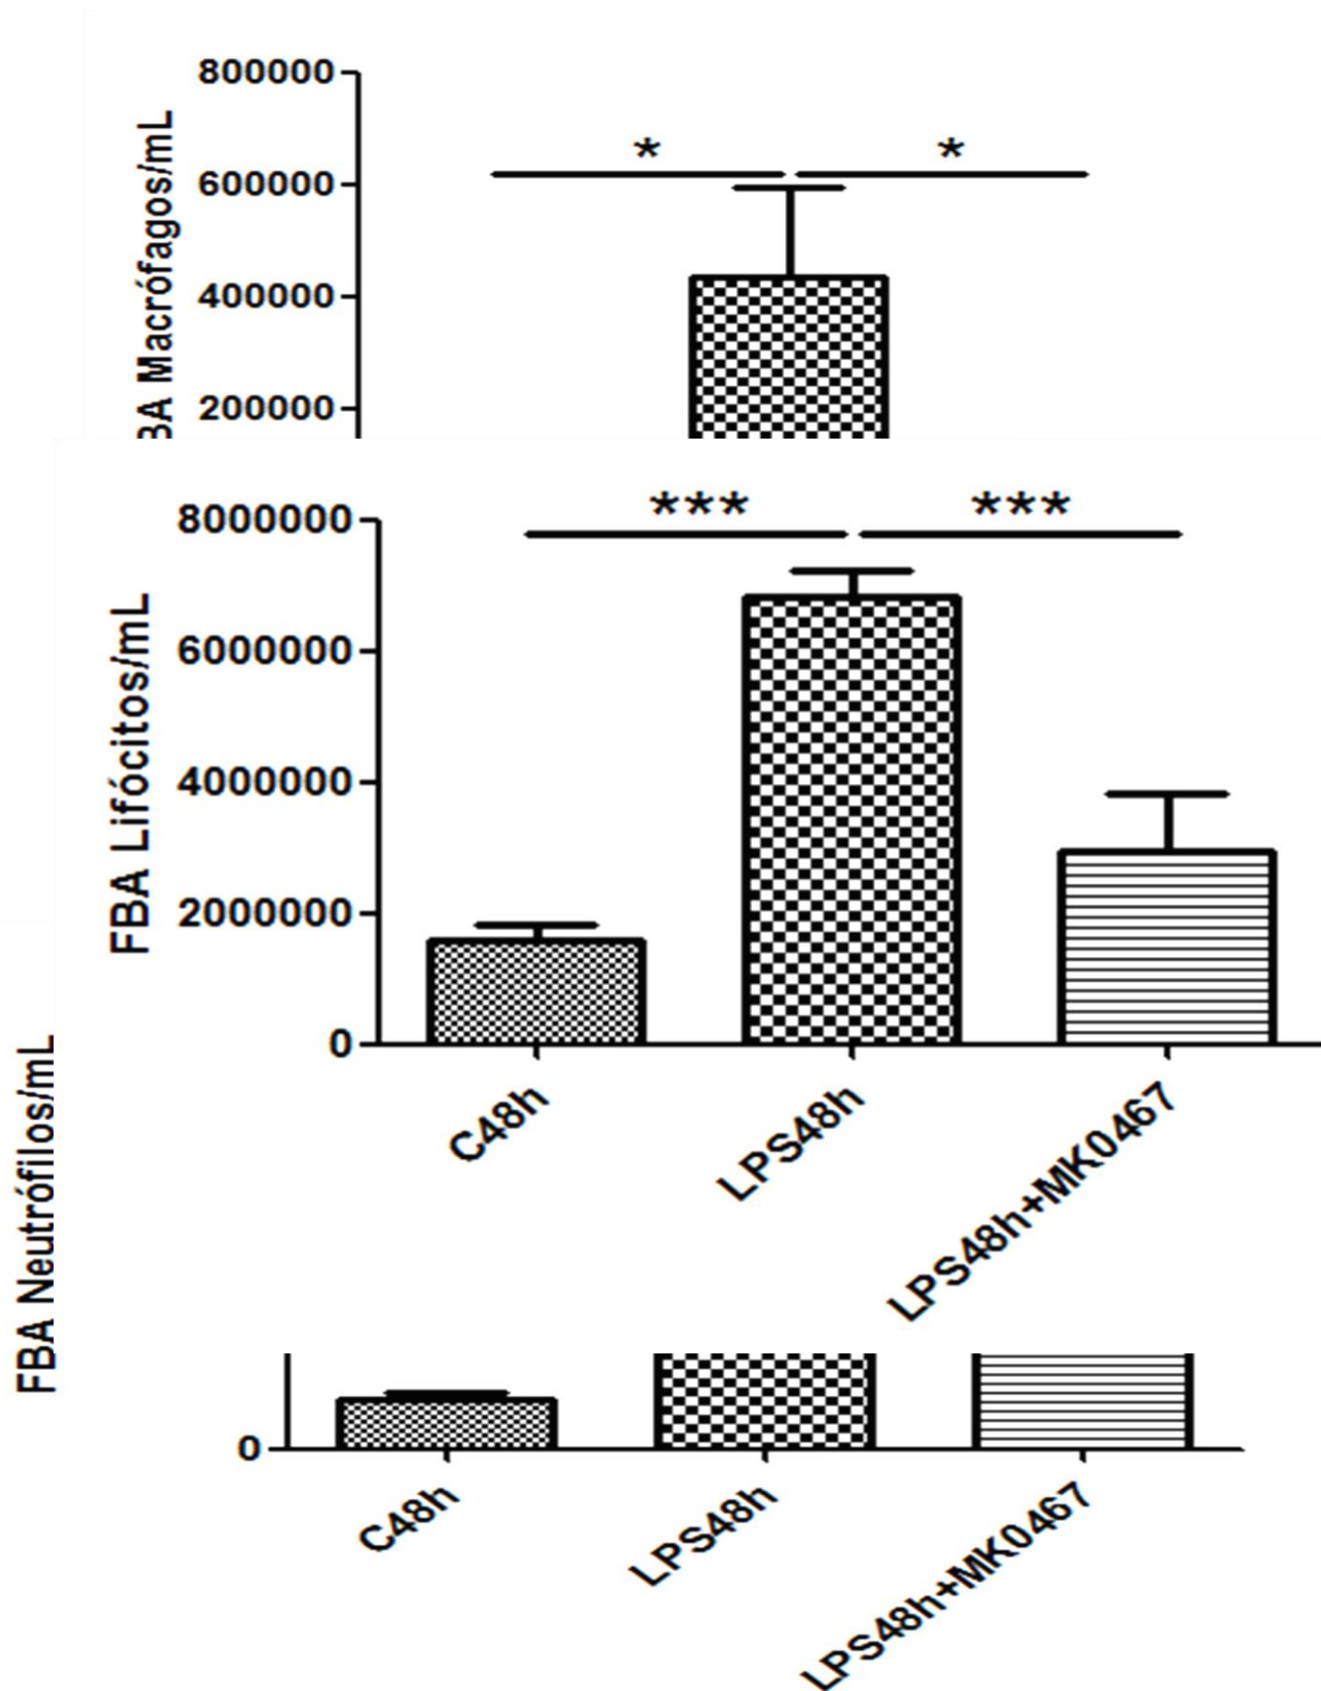 800000
* *
600000
400000
200000
BA Macrófagos/mL
*** ***
8000000
6000000
4000000
2000000
0
FBA Lifócitos/mL
C48h
LPS48h
LPS48h+MK0467
FBA Neutrófilos/mL
0
C48h
LPS48h
LPS48h+MK0467